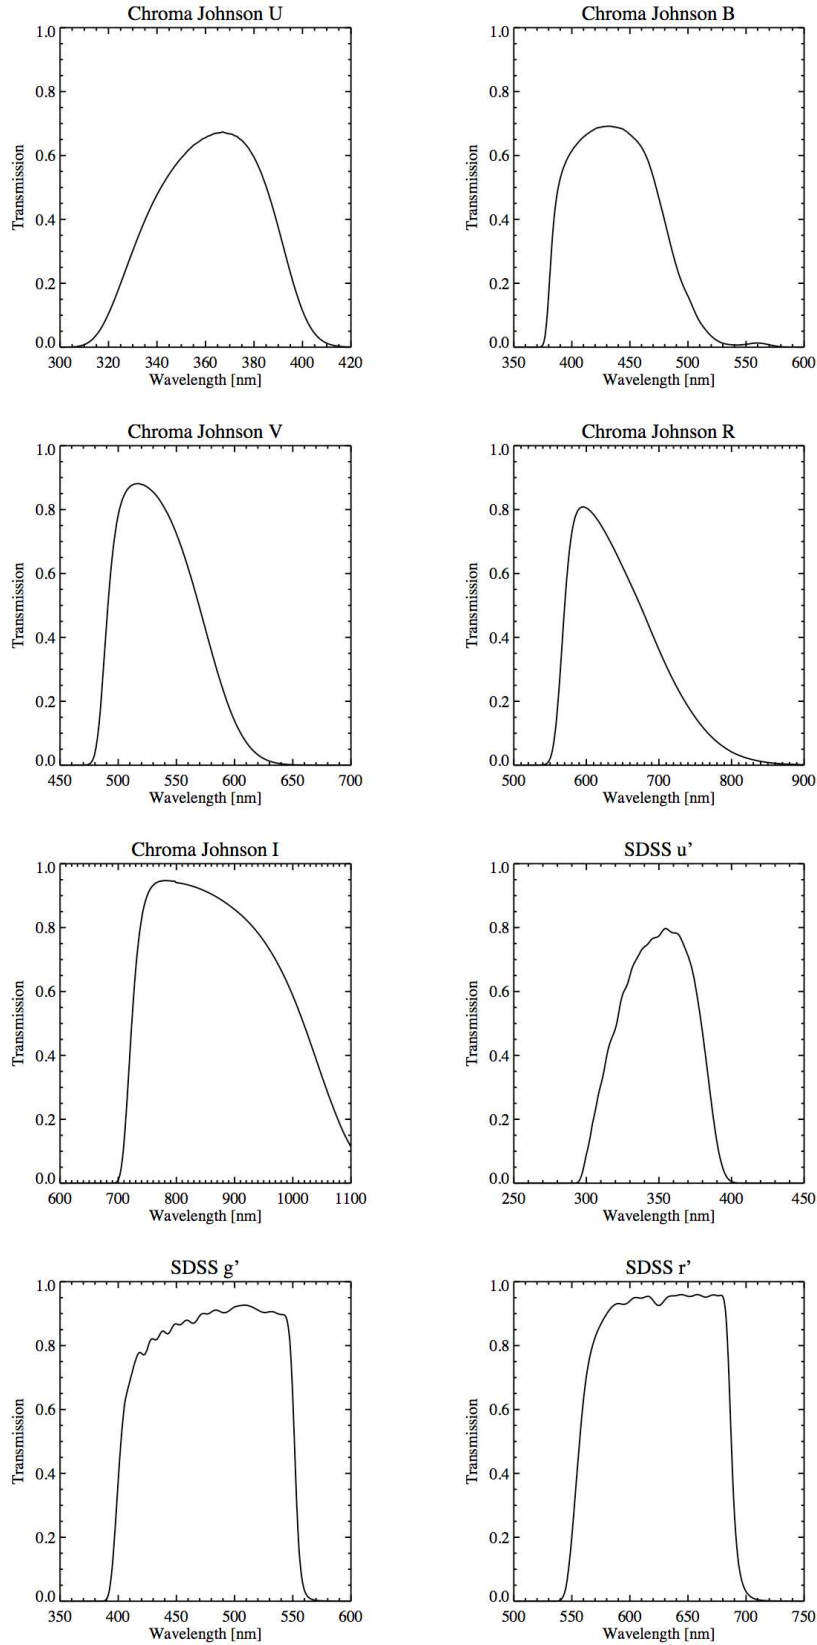 Chroma Johnson U
Chroma Johnson B
1.0
0.8
0.6
0.4
0.2
0.0
Transmission
300 320 340 360 380 400 420
Wavelength [nm]
1.0
0.8
0.6
0.4
0.2
0.0
Transmission
350 400 450 500 550 600
Wavelength [nm]
Chroma Johnson V
Chroma Johnson R
1.0
0.8
0.6
0.4
0.2
0.0
Transmission
450 500 550 600 650 700
Wavelength [nm]
1.0
0.8
0.6
0.4
0.2
0.0
Transmission
500 600 700 800 900
Wavelength [nm]
Chroma Johnson I
SDSS u’
1.0
0.8
0.6
0.4
0.2
0.0
Transmission
600 700 800 900 1000 1100
Wavelength [nm]
1.0
0.8
0.6
0.4
0.2
0.0
Transmission
250 300 350 400 450
Wavelength [nm]
SDSS g’
SDSS r’
1.0
0.8
0.6
0.4
0.2
0.0
Transmission
350 400 450 500 550 600
Wavelength [nm]
1.0
0.8
0.6
0.4
0.2
0.0
Transmission
500 550 600 650 700 750
Wavelength [nm]